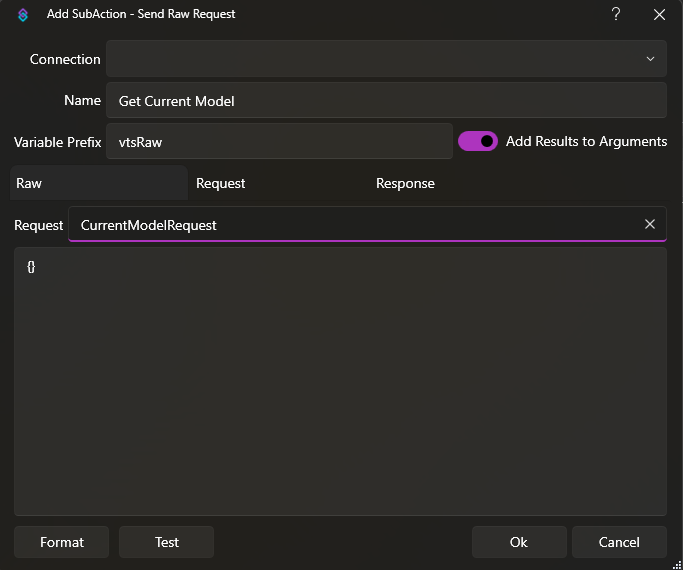 Add SubAction - Send Raw Request ?
Connection
Name Get Current Model
Variable Prefix vtsRaw Add Results to Arguments
Raw Request Response
Request CurrentModelRequest
{}
Format Test Ok Cancel